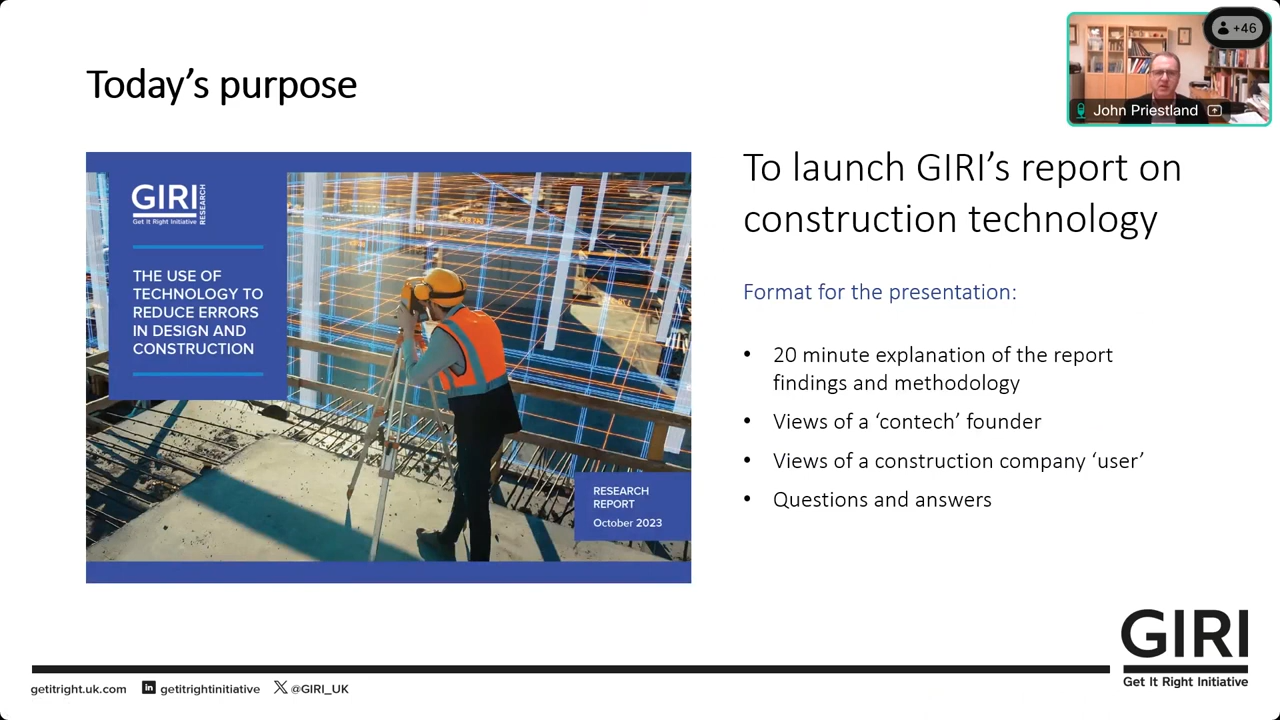 Today's purpose
+46
John Priestland
GIRI
RESEARCH
Get It Right Initiative
THE USE OF
TECHNOLOGY TO
REDUCE ERRORS
IN DESIGN AND
CONSTRUCTION
RESEARCH
REPORT
October 2023
To launch GIRI's report on
construction technology
Format for the presentation:
• 20 minute explanation of the report
findings and methodology
• Views of a 'contech' founder
• Views of a construction company 'user'
• Questions and answers
GIRI
Get It Right Initiative
getitright.uk.com
in getitrightinitiative
X @GIRI_UK